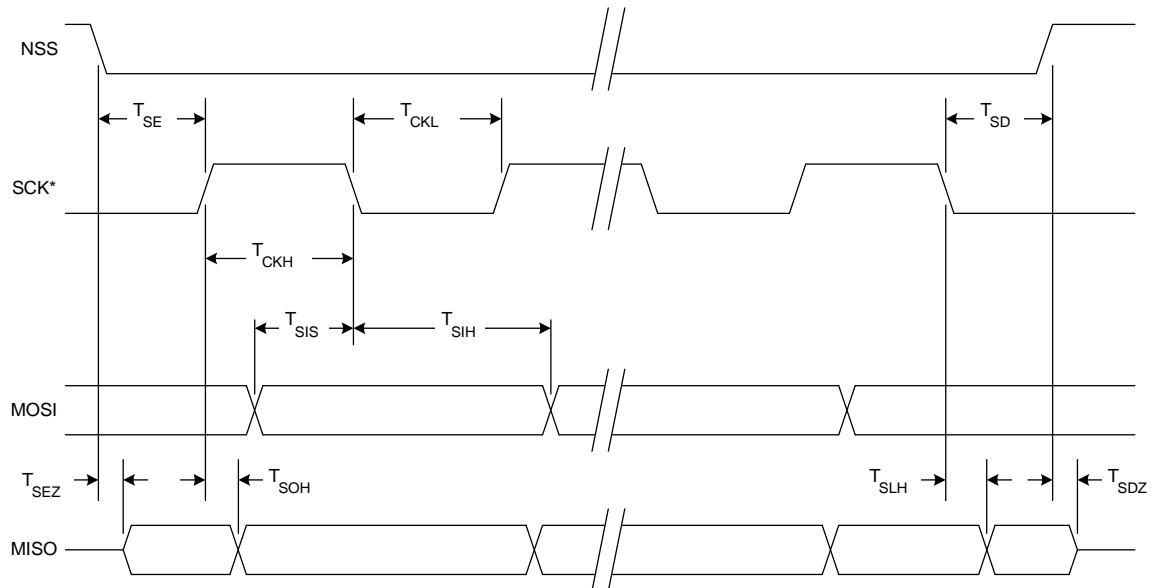 NSS
T_SE
T_CKL
T_SD
SCK*
T_CKH
T_SIS
T_SIH
MOSI
T_SEZ
T_SOH
T_SLH
T_SDZ
MISO